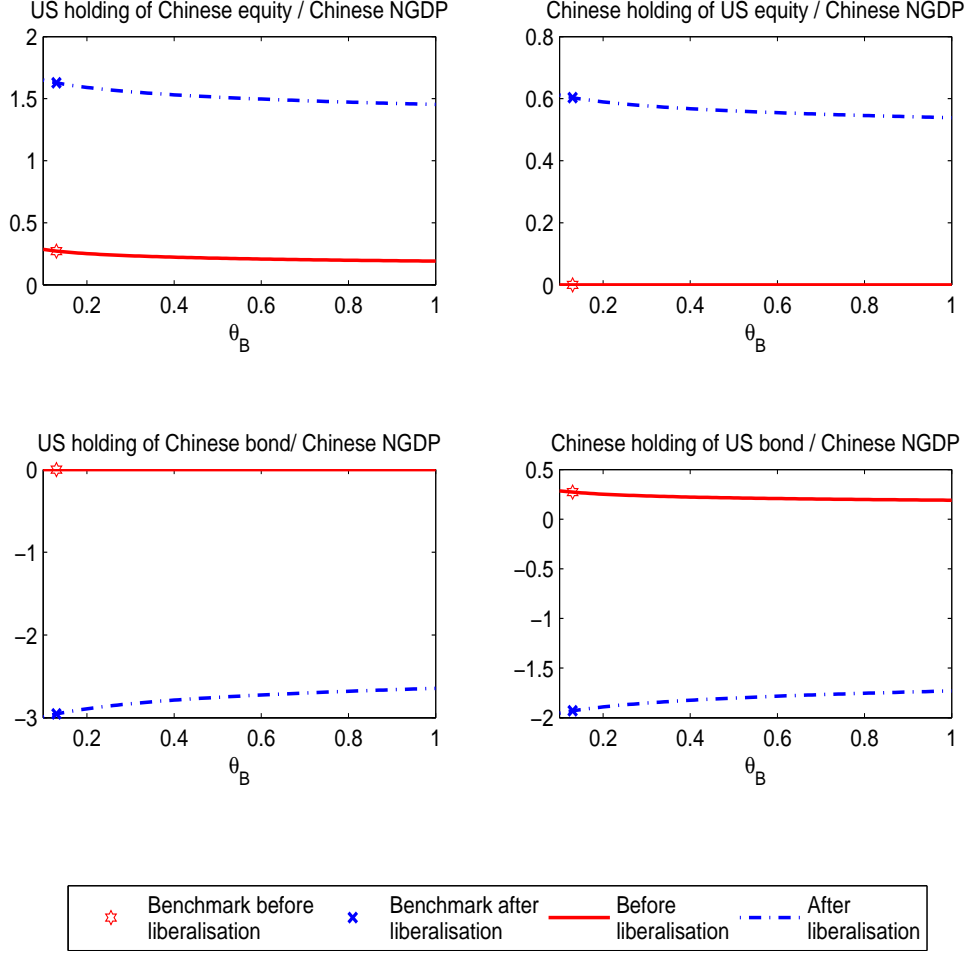 US holding of Chinese equity / Chinese NGDP
2
1.5
1
0.5
0
0.2 0.4 0.6 0.8 1
θB
Chinese holding of US equity / Chinese NGDP
0.8
0.6
0.4
0.2
0
0.2 0.4 0.6 0.8 1
θB
US holding of Chinese bond/ Chinese NGDP
0
−1
−2
−3
0.2 0.4 0.6 0.8 1
θB
Chinese holding of US bond / Chinese NGDP
0.5
0
−0.5
−1
−1.5
−2
0.2 0.4 0.6 0.8 1
θB
Benchmark before
liberalisation
Benchmark after
liberalisation
Before
liberalisation
After
liberalisation